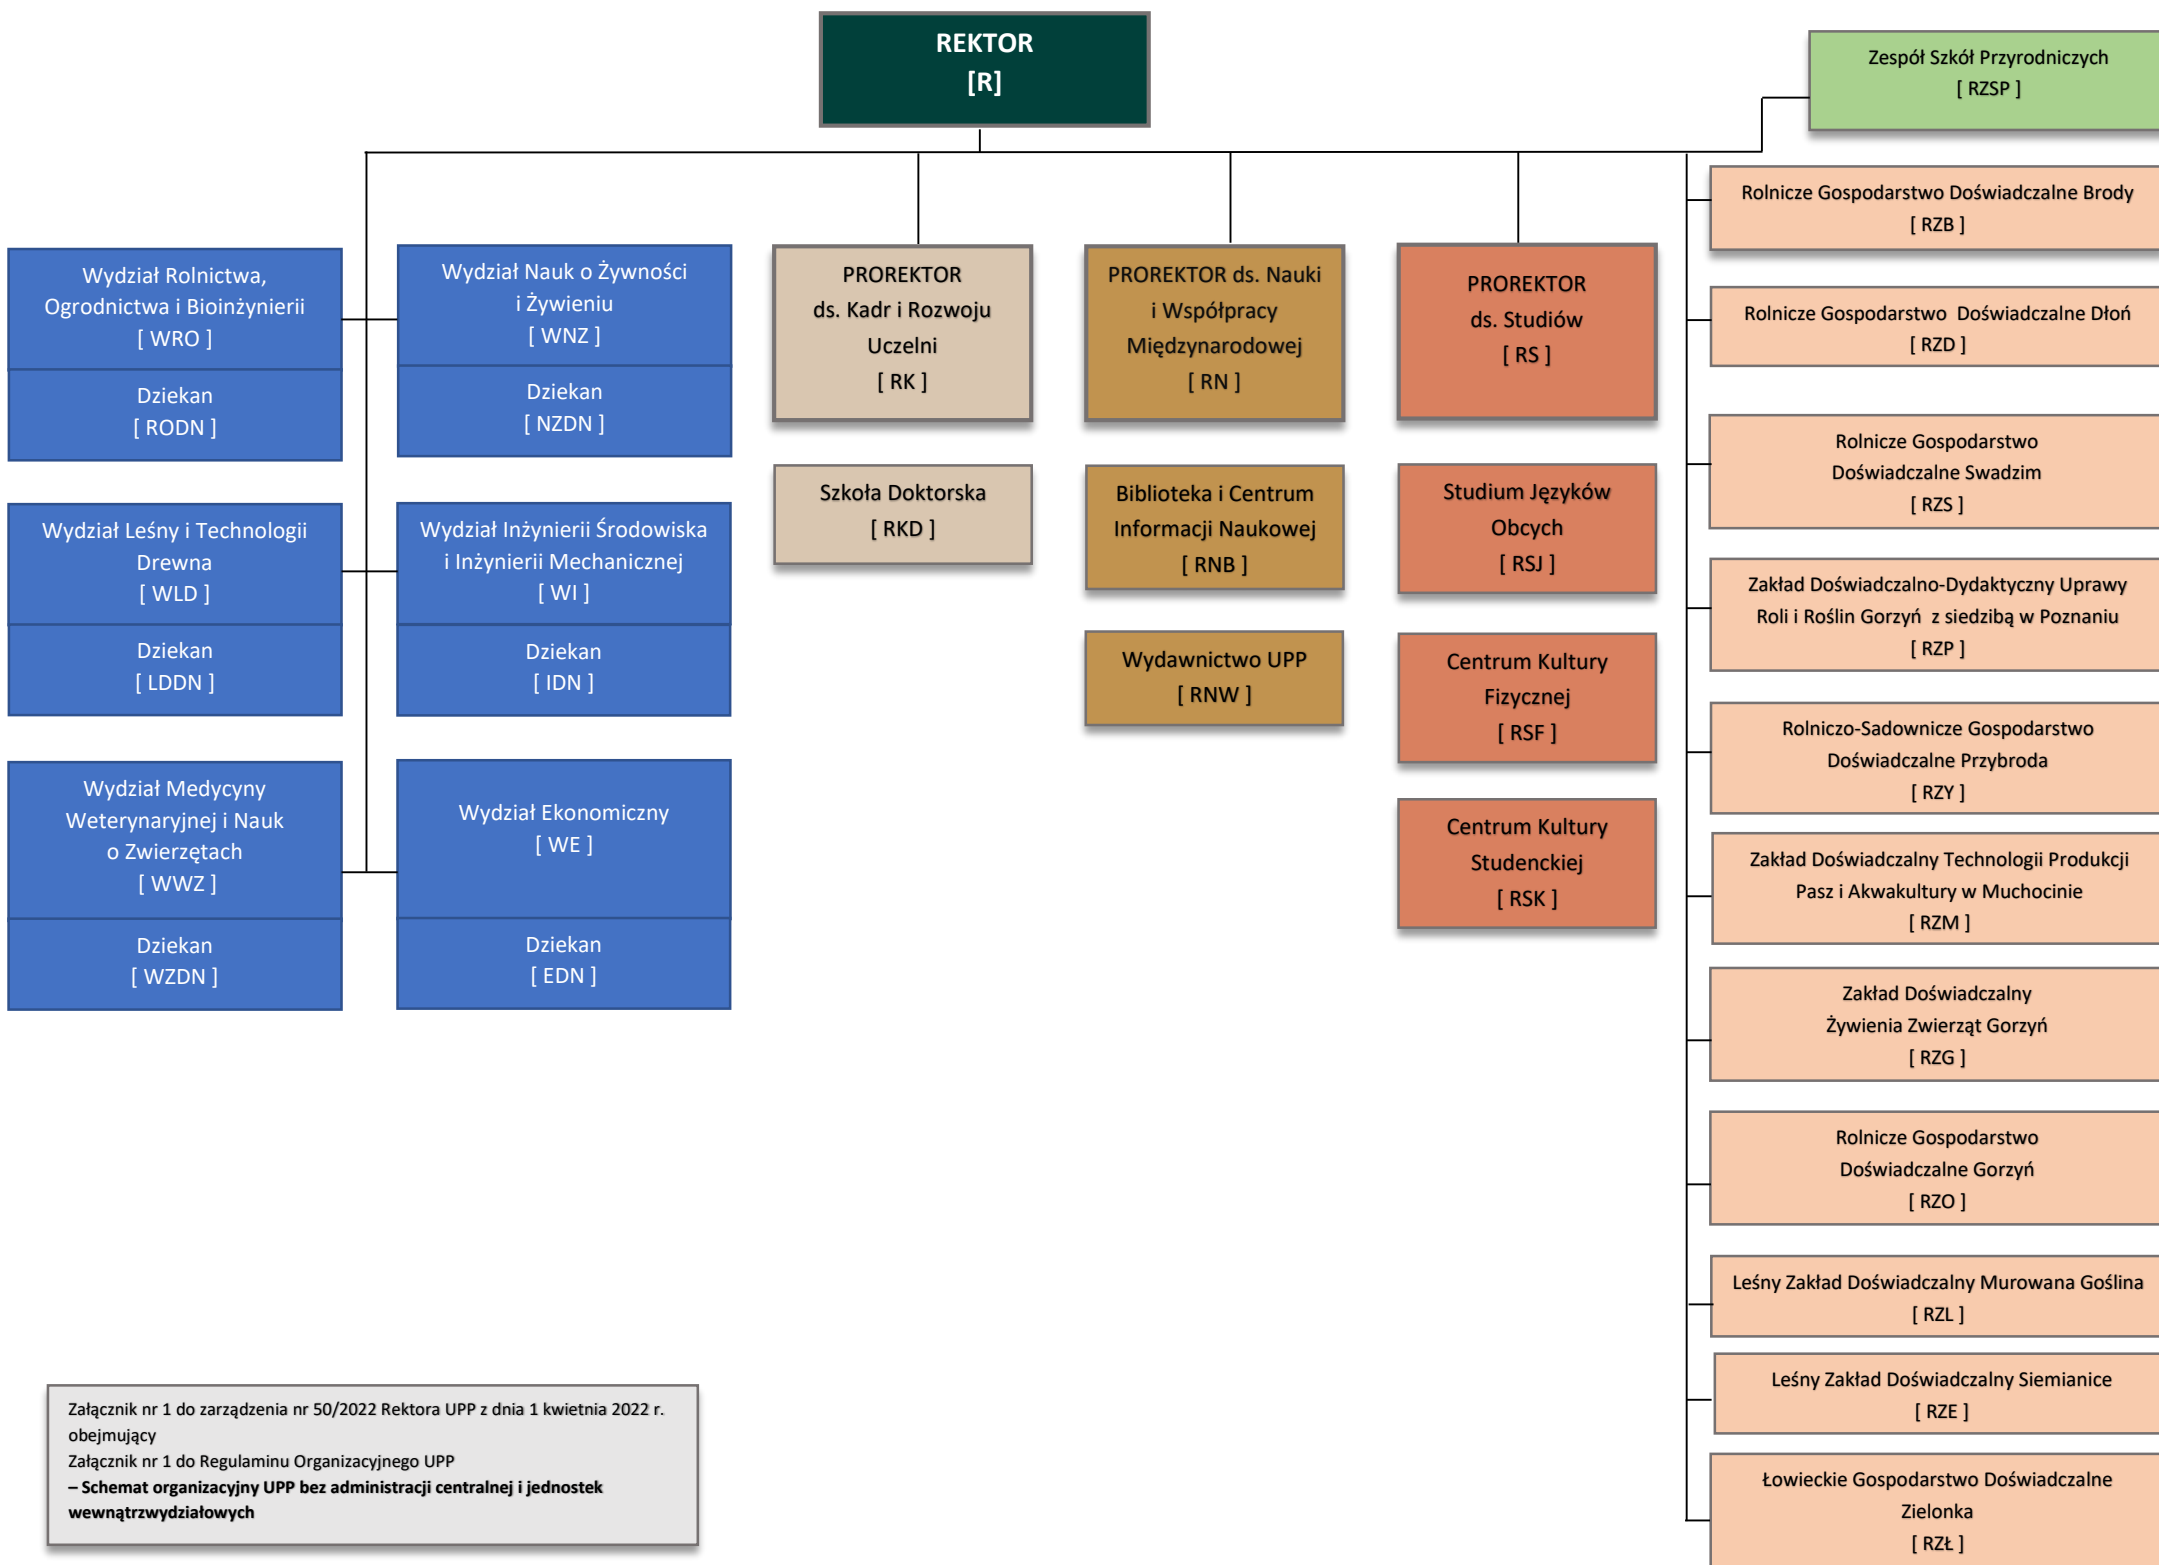 REKTOR
[R]
Zespół Szkół Przyrodniczych
[ RZSP ]
Wydział Rolnictwa,
Ogrodnictwa i Bioinżynierii
[ WRO ]
Dziekan
[ RODN ]
Wydział Nauk o Żywności
i Żywieniu
[ WNZ ]
Dziekan
[ NZDN ]
Wydział Leśny i Technologii
Drewna
[ WLD ]
Dziekan
[ LDDN ]
Wydział Inżynierii Środowiska
i Inżynierii Mechanicznej
[ WI ]
Dziekan
[ IDN ]
Wydział Medycyny
Weterynaryjnej i Nauk
o Zwierzętach
[ WWZ ]
Dziekan
[ WZDN ]
Wydział Ekonomiczny
[ WE ]
Dziekan
[ EDN ]
PROREKTOR
ds. Kadr i Rozwoju
Uczelni
[ RK ]
Szkoła Doktorska
[ RKD ]
PROREKTOR ds. Nauki
i Współpracy
Międzynarodowej
[ RN ]
Biblioteka i Centrum
Informacji Naukowej
[ RNB ]
Wydawnictwo UPP
[ RNW ]
PROREKTOR
ds. Studiów
[ RS ]
Studium Języków
Obcych
[ RSJ ]
Centrum Kultury
Fizycznej
[ RSF ]
Centrum Kultury
Studenckiej
[ RSK ]
Rolnicze Gospodarstwo Doświadczalne Brody
[ RZB ]
Rolnicze Gospodarstwo Doświadczalne Dłoń
[ RZD ]
Rolnicze Gospodarstwo
Doświadczalne Swadzim
[ RZS ]
Zakład Doświadczalno-Dydaktyczny Uprawy
Roli i Roślin Gorzyń z siedzibą w Poznaniu
[ RZP ]
Rolniczo-Sadownicze Gospodarstwo
Doświadczalne Przybroda
[ RZY ]
Zakład Doświadczalny Technologii Produkcji
Pasz i Akwakultury w Muchocinie
[ RZM ]
Zakład Doświadczalny
Żywienia Zwierząt Gorzyń
[ RZG ]
Rolnicze Gospodarstwo
Doświadczalne Gorzyń
[ RZO ]
Leśny Zakład Doświadczalny Murowana Goślina
[ RZL ]
Leśny Zakład Doświadczalny Siemianice
[ RZE ]
Łowieckie Gospodarstwo Doświadczalne
Zielonka
[ RZŁ ]
Załącznik nr 1 do zarządzenia nr 50/2022 Rektora UPP z dnia 1 kwietnia 2022 r.
obejmujący
Załącznik nr 1 do Regulaminu Organizacyjnego UPP
– Schemat organizacyjny UPP bez administracji centralnej i jednostek
wewnątrzwydziałowych